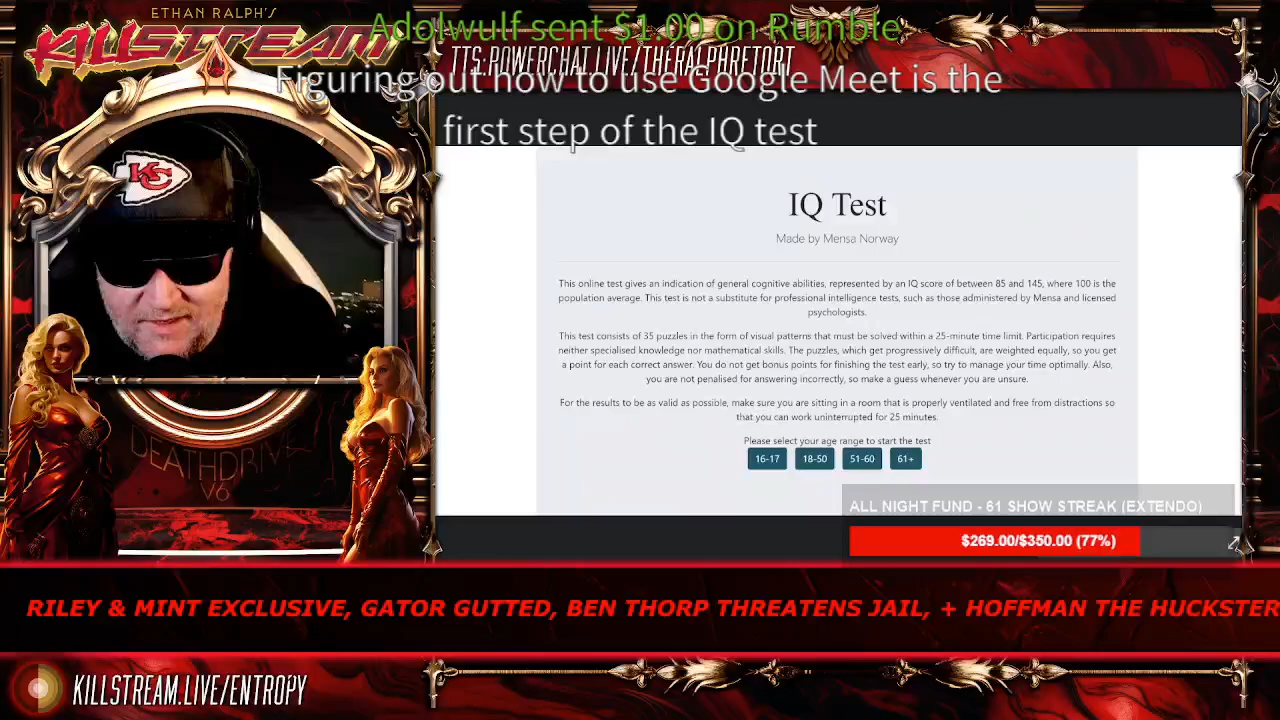 ETHAN RALPH'S
KILLSTREAM
Adolwulf sent $1.00 on Rumble
TTS:POWERCHAT.LIVE/THERALPHRETORT
Figuring out how to use Google Meet is the
first step of the IQ test
KC
IQ Test
Made by Mensa Norway
This online test gives an indication of general cognitive abilities, represented by an IQ score of between 85 and 145, where 100 is the
population average. This test is not a substitute for professional intelligence tests, such as those administered by Mensa and licensed
psychologists.
This test consists of 35 puzzles in the form of visual patterns that must be solved within a 25-minute time limit. Participation requires
neither specialised knowledge nor mathematical skills. The puzzles, which get progressively difficult, are weighted equally, so you get
a point for each correct answer. You do not get bonus points for finishing the test early, so try to manage your time optimally. Also,
you are not penalised for answering incorrectly, so make a guess whenever you are unsure.
For the results to be as valid as possible, make sure you are sitting in a room that is properly ventilated and free from distractions so
that you can work uninterrupted for 25 minutes.
Please select your age range to start the test
16-17 18-50 51-60 61+
DEATHDRIVE
V6
ALL NIGHT FUND - 61 SHOW STREAK (EXTENDO)
$269.00/$350.00 (77%)
RILEY & MINT EXCLUSIVE, GATOR GUTTED, BEN THORP THREATENS JAIL, + HOFFMAN THE HUCKSTER
KILLSTREAM.LIVE/ENTROPY